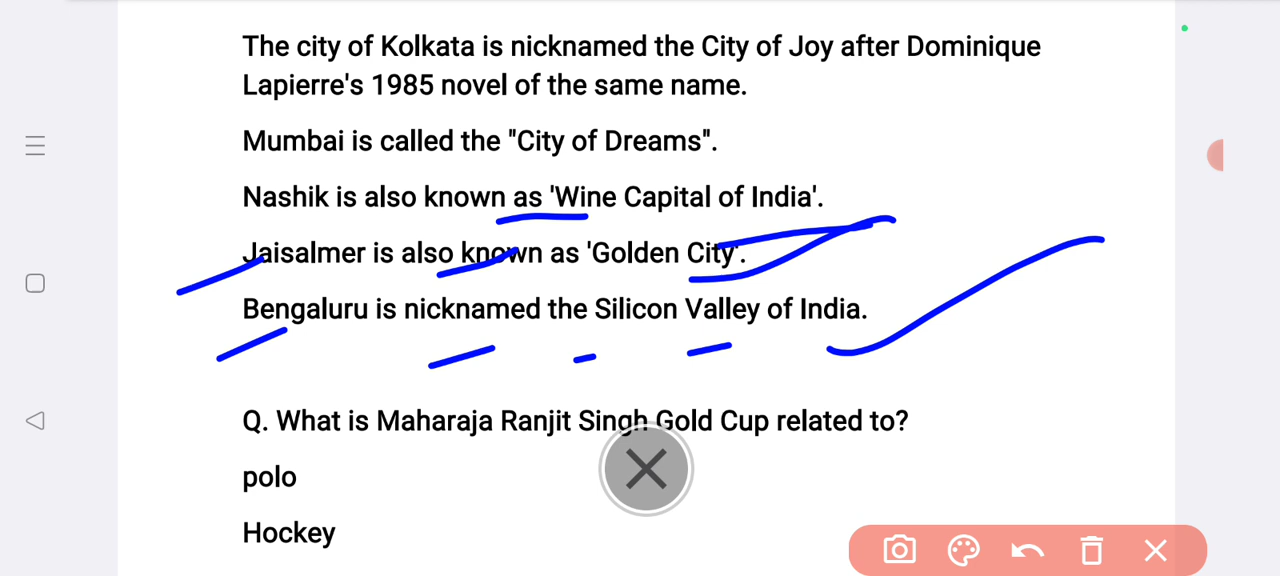 The city of Kolkata is nicknamed the City of Joy after Dominique
Lapierre's 1985 novel of the same name.
Mumbai is called the "City of Dreams".
Nashik is also known as 'Wine Capital of India'.
Jaisalmer is also known as 'Golden City'.
Bengaluru is nicknamed the Silicon Valley of India.
Q. What is Maharaja Ranjit Singh Gold Cup related to?
polo
Hockey